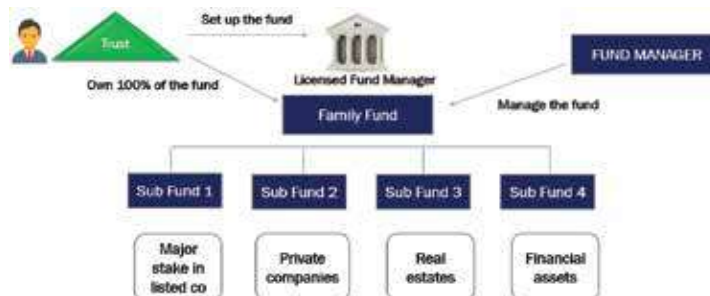 Set up the fund
Trust
Licensed Fund Manager
FUND MANAGER
Own 100% of the fund
Manage the fund
Family Fund
Sub Fund 1
Sub Fund 2
Sub Fund 3
Sub Fund 4
Major
stake in
listed co
Private
companies
Real
estates
Financial
assets